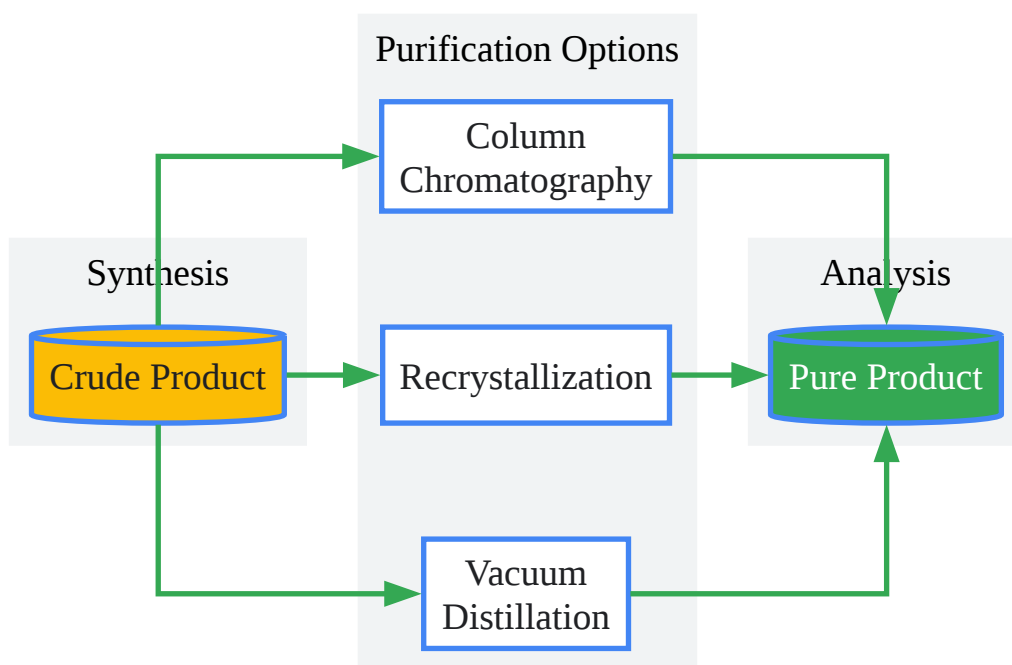 Purification Options
Column
Chromatography
Synthesis
Analysis
Crude Product
Recrystallization
Pure Product
Vacuum
Distillation